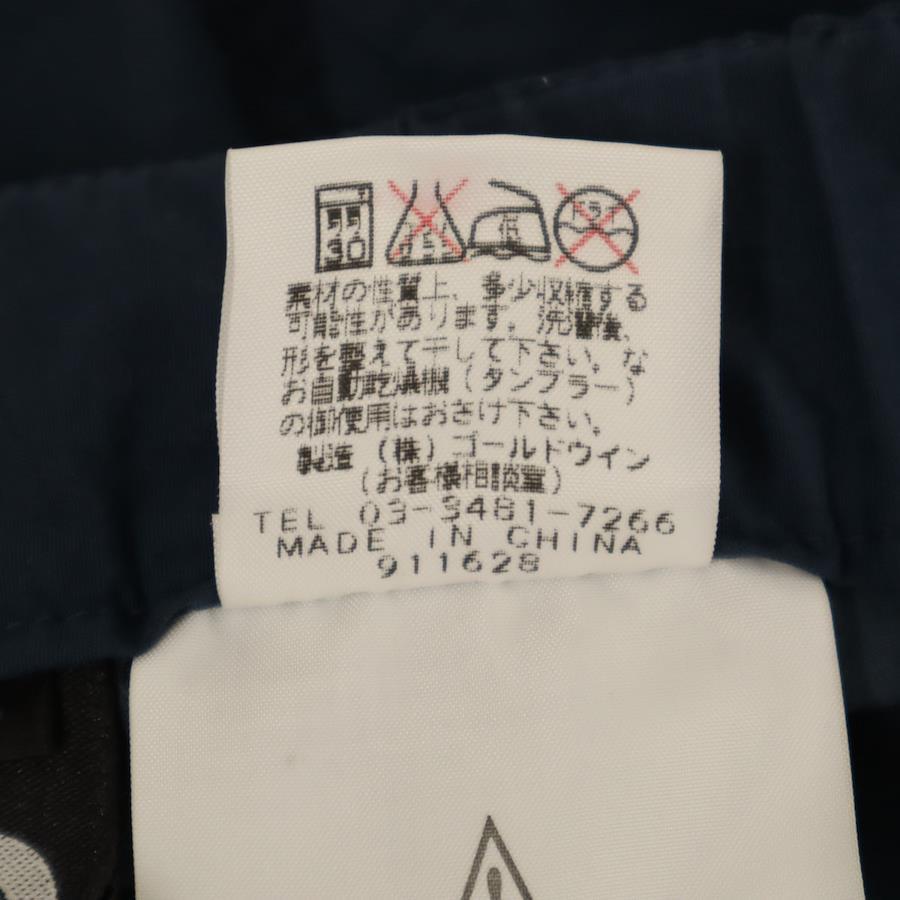 弱
30
低
素材の性質上、多少収縮する
可能性があります。洗濯後、
形を整えて干して下さい。な
お自動乾燥機(タンブラー)
の御使用はおさけ下さい。
製造 (株)ゴールドウイン
(お客様相談室)
TEL 03-3481-7266
MADE IN CHINA
911628